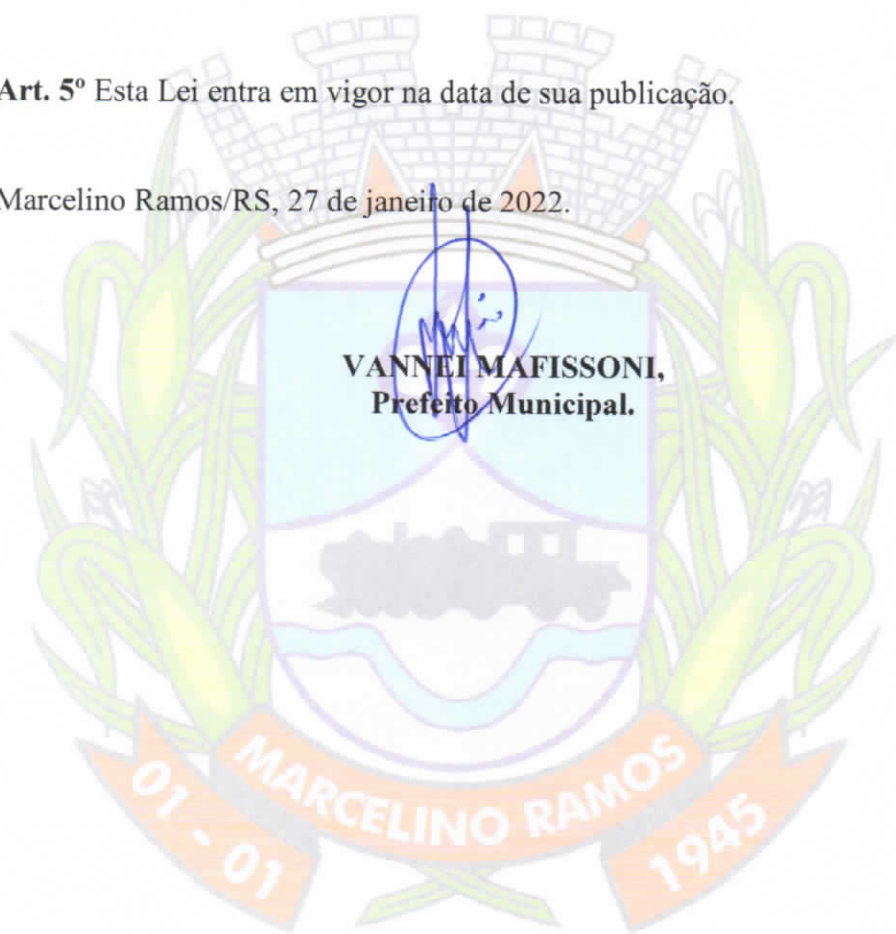 Art. 5º Esta Lei entra em vigor na data de sua publicação.
Marcelino Ramos/RS, 27 de janeiro de 2022.
VANNEI MAFISSONI,
Prefeito Municipal.
MARCELINO RAMOS
01 - 01
1945